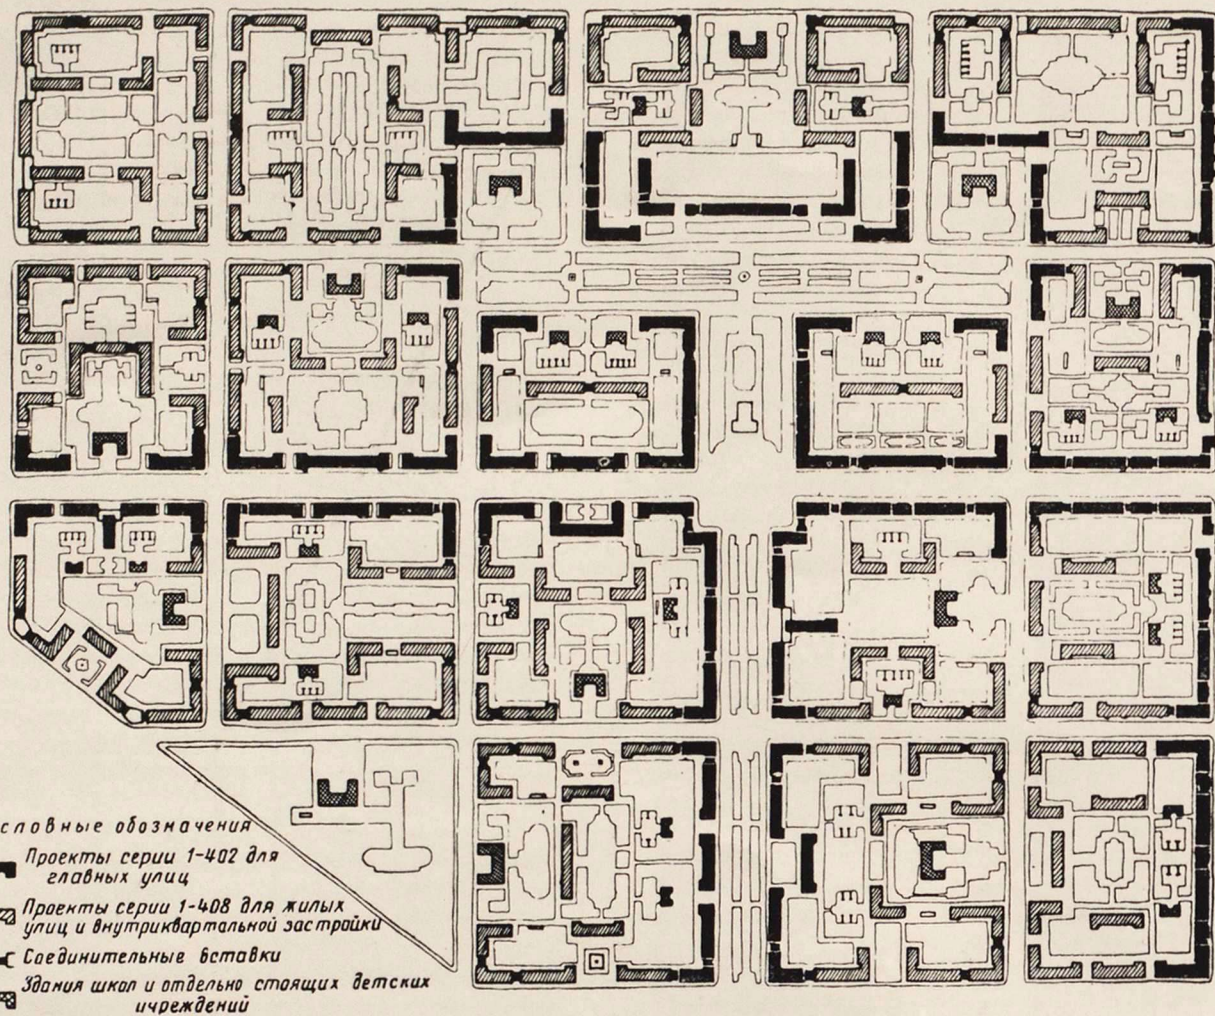 словные обозначения
Проекты серии 1-402 для
главных улиц
Проекты серии 1-408 для жилых
улиц и внутриквартальной застройки
Соединительные вставки
Здания школ и отдельно стоящих детских
учреждений